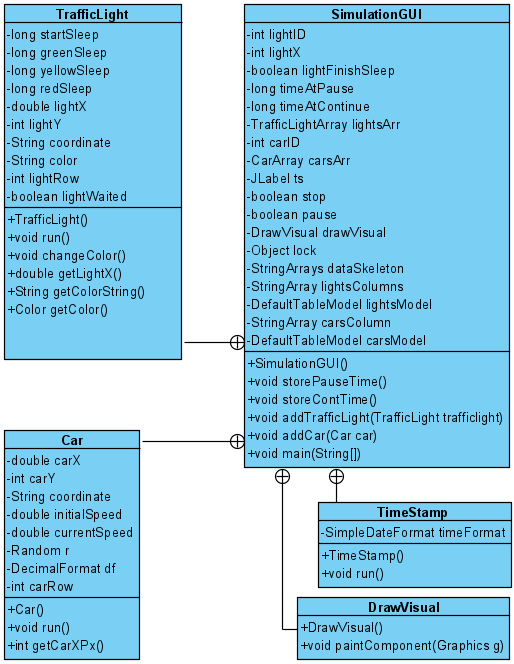 TrafficLight
-long startSleep
-long greenSleep
-long yellowSleep
-long redSleep
-double lightX
-int lightY
-String coordinate
-String color
-int lightRow
-boolean lightWaited
+TrafficLight()
+void run()
+void changeColor()
+double getLightX()
+String getColorString()
+Color getColor()
SimulationGUI
-int lightID
-int lightX
-boolean lightFinishSleep
-long timeAtPause
-long timeAtContinue
-TrafficLightArray lightsArr
-int carID
-CarArray carsArr
-JLabel ts
-boolean stop
-boolean pause
-DrawVisual drawVisual
-Object lock
-StringArrays dataSkeleton
-StringArray lightsColumns
-DefaultTableModel lightsModel
-StringArray carsColumn
-DefaultTableModel carsModel
+SimulationGUI()
+void storePauseTime()
+void storeContTime()
+void addTrafficLight(TrafficLight trafficlight)
+void addCar(Car car)
+void main(String[])
Car
-double carX
-int carY
-String coordinate
-double initialSpeed
-double currentSpeed
-Random r
-DecimalFormat df
-int carRow
+Car()
+void run()
+int getCarXPx()
TimeStamp
-SimpleDateFormat timeFormat
+TimeStamp()
+void run()
DrawVisual
+DrawVisual()
+void paintComponent(Graphics g)